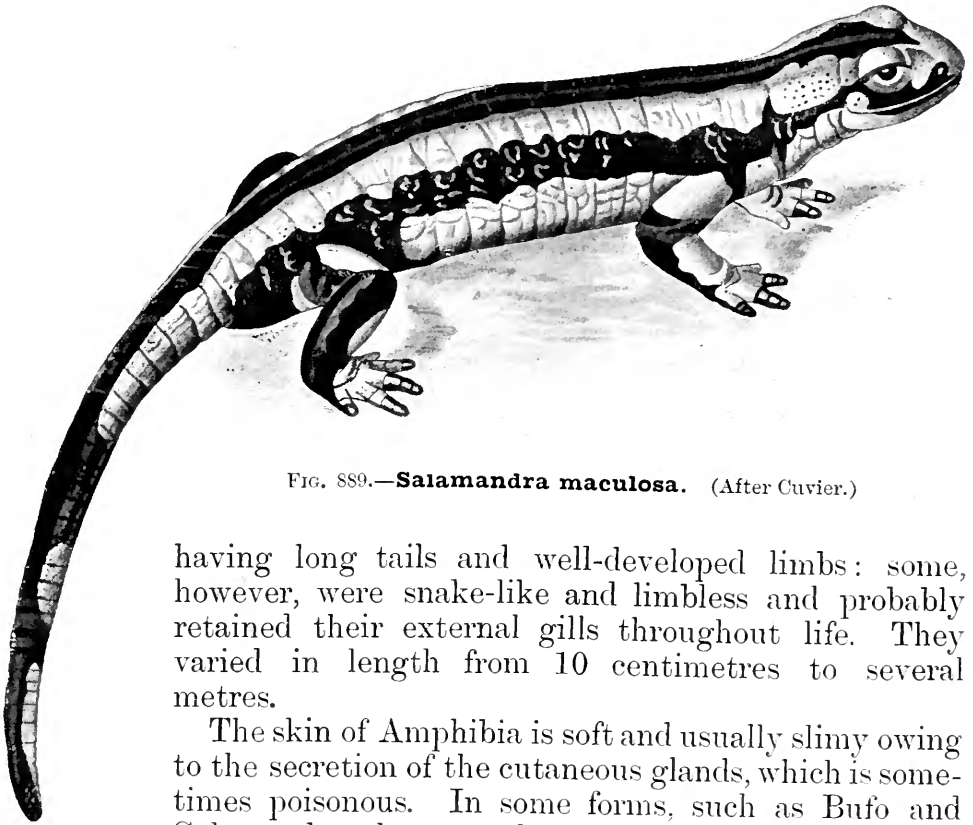 FIG. 889.—Salamandra maculosa. (After Cuvier.)
having long tails and well-developed limbs: some,
however, were snake-like and limbless and probably
retained their external gills throughout life. They
varied in length from 10 centimetres to several
metres.
The skin of Amphibia is soft and usually slimy owing
to the secretion of the cutaneous glands, which is some-
times poisonous. In some forms, such as Bufo and